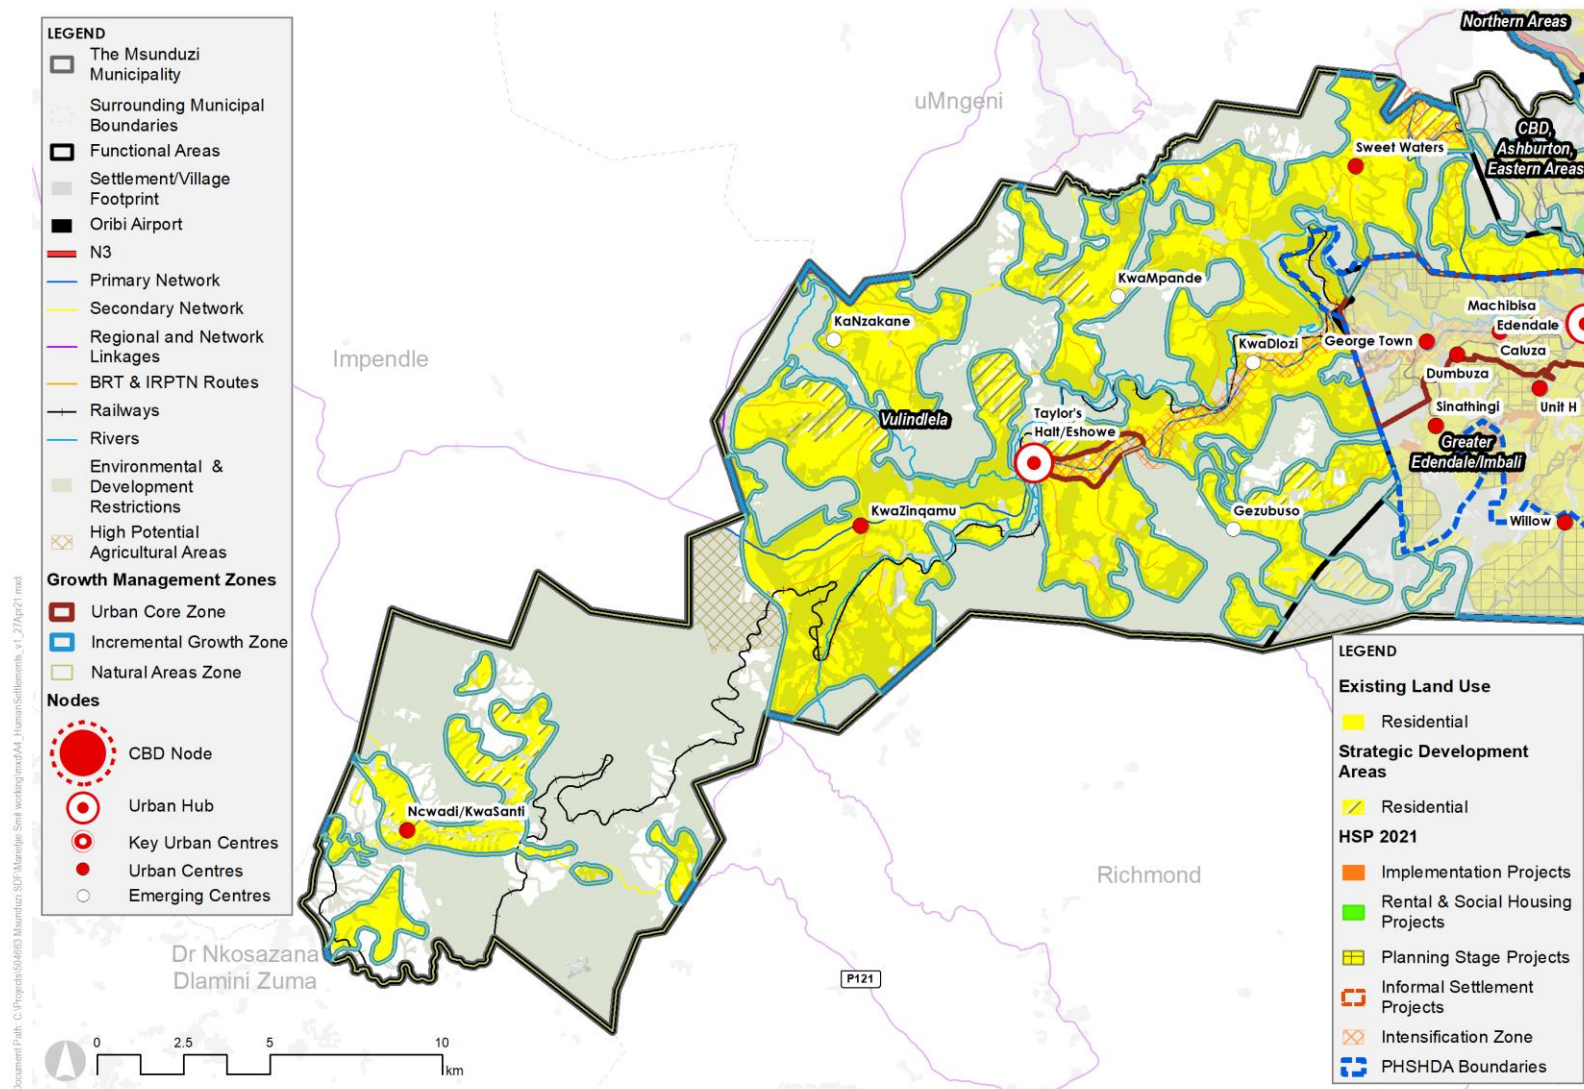 LEGEND
The Msunduzi
Municipality
Surrounding Municipal
Boundaries
Functional Areas
Settlement/Village
Footprint
Oribi Airport
N3
Primary Network
Secondary Network
Regional and Network
Linkages
BRT & IRPTN Routes
Railways
Rivers
Environmental &
Development
Restrictions
High Potential
Agricultural Areas
Growth Management Zones
Urban Core Zone
Incremental Growth Zone
Natural Areas Zone
Nodes
CBD Node
Urban Hub
Key Urban Centres
Urban Centres
Emerging Centres
Northern Areas
uMngeni
CBD,
Ashburton,
Eastern Areas
Sweet Waters
KwaMpande
KaNzakane
Machibisa
Edendale
George Town
KwaDlozi
Caluza
Impendle
Dumbuza
Vulindlela
Taylor's
Halt/Eshowe
Sinathingi
Unit H
Greater
Edendale/Imbali
KwaZinqamu
Gezubuso
Willow
Ncwadi/KwaSanti
Richmond
Dr Nkosazana
Dlamini Zuma
P121
0 2.5 5 10
km
LEGEND
Existing Land Use
Residential
Strategic Development
Areas
Residential
HSP 2021
Implementation Projects
Rental & Social Housing
Projects
Planning Stage Projects
Informal Settlement
Projects
Intensification Zone
PHSHDA Boundaries